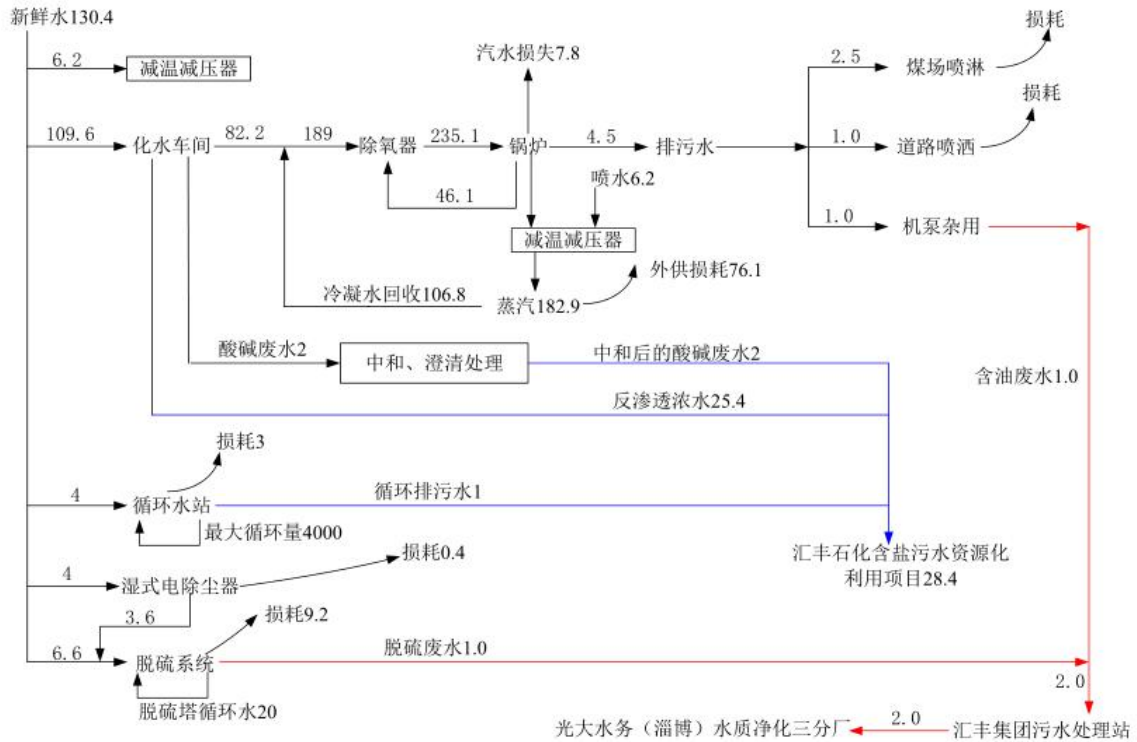 新鲜水130.4
损耗
汽水损失7.8
6.2
减温减压器
2.5
煤场喷淋
损耗
109.6
化水车间
82.2
189
除氧器
235.1
锅炉
4.5
排污水
1.0
道路喷洒
46.1
喷水6.2
1.0
机泵杂用
减温减压器
外供损耗76.1
冷凝水回收106.8
蒸汽182.9
酸碱废水2
中和、澄清处理
中和后的酸碱废水2
含油废水1.0
反渗透浓水25.4
损耗3
4
循环水站
循环排污水1
最大循环量4000
损耗0.4
汇丰石化含盐污水资源化
利用项目28.4
4
湿式电除尘器
3.6
损耗9.2
6.6
脱硫系统
脱硫废水1.0
2.0
脱硫塔循环水20
光大水务（淄博）水质净化三分厂
2.0
汇丰集团污水处理站